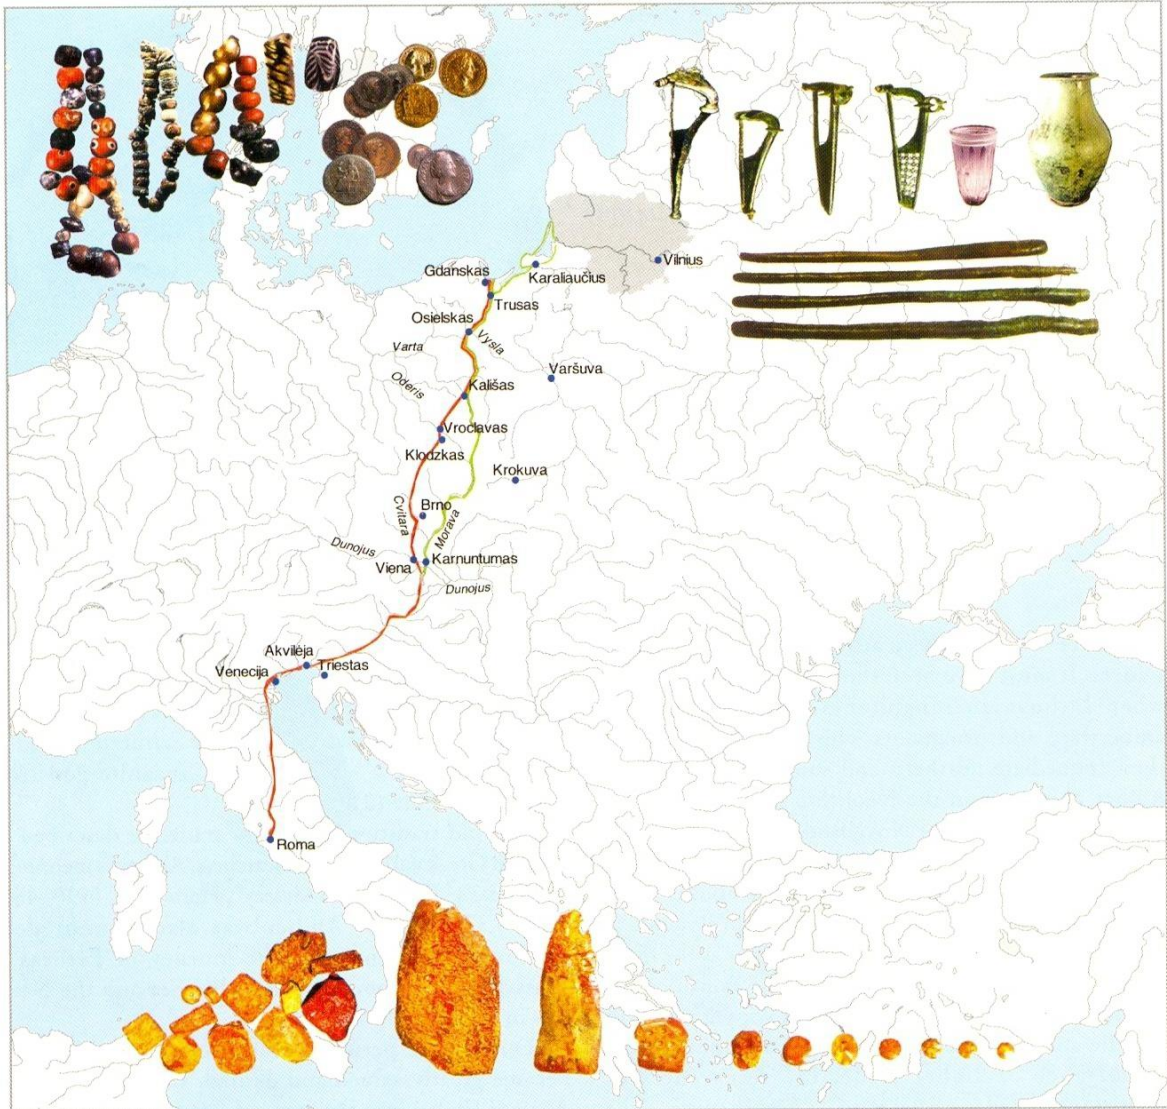 Vilnius
Gdanskas
Karaliaučius
Trusas
Osielskas
Vysla
Varta
Varšuva
Oderis
Kališas
Vroclavas
Klodzkas
Krokuva
Cvitara
Brno
Morava
Dunojus
Viena
Karnuntumas
Dunojus
Akvilėja
Venecija
Triestas
Roma